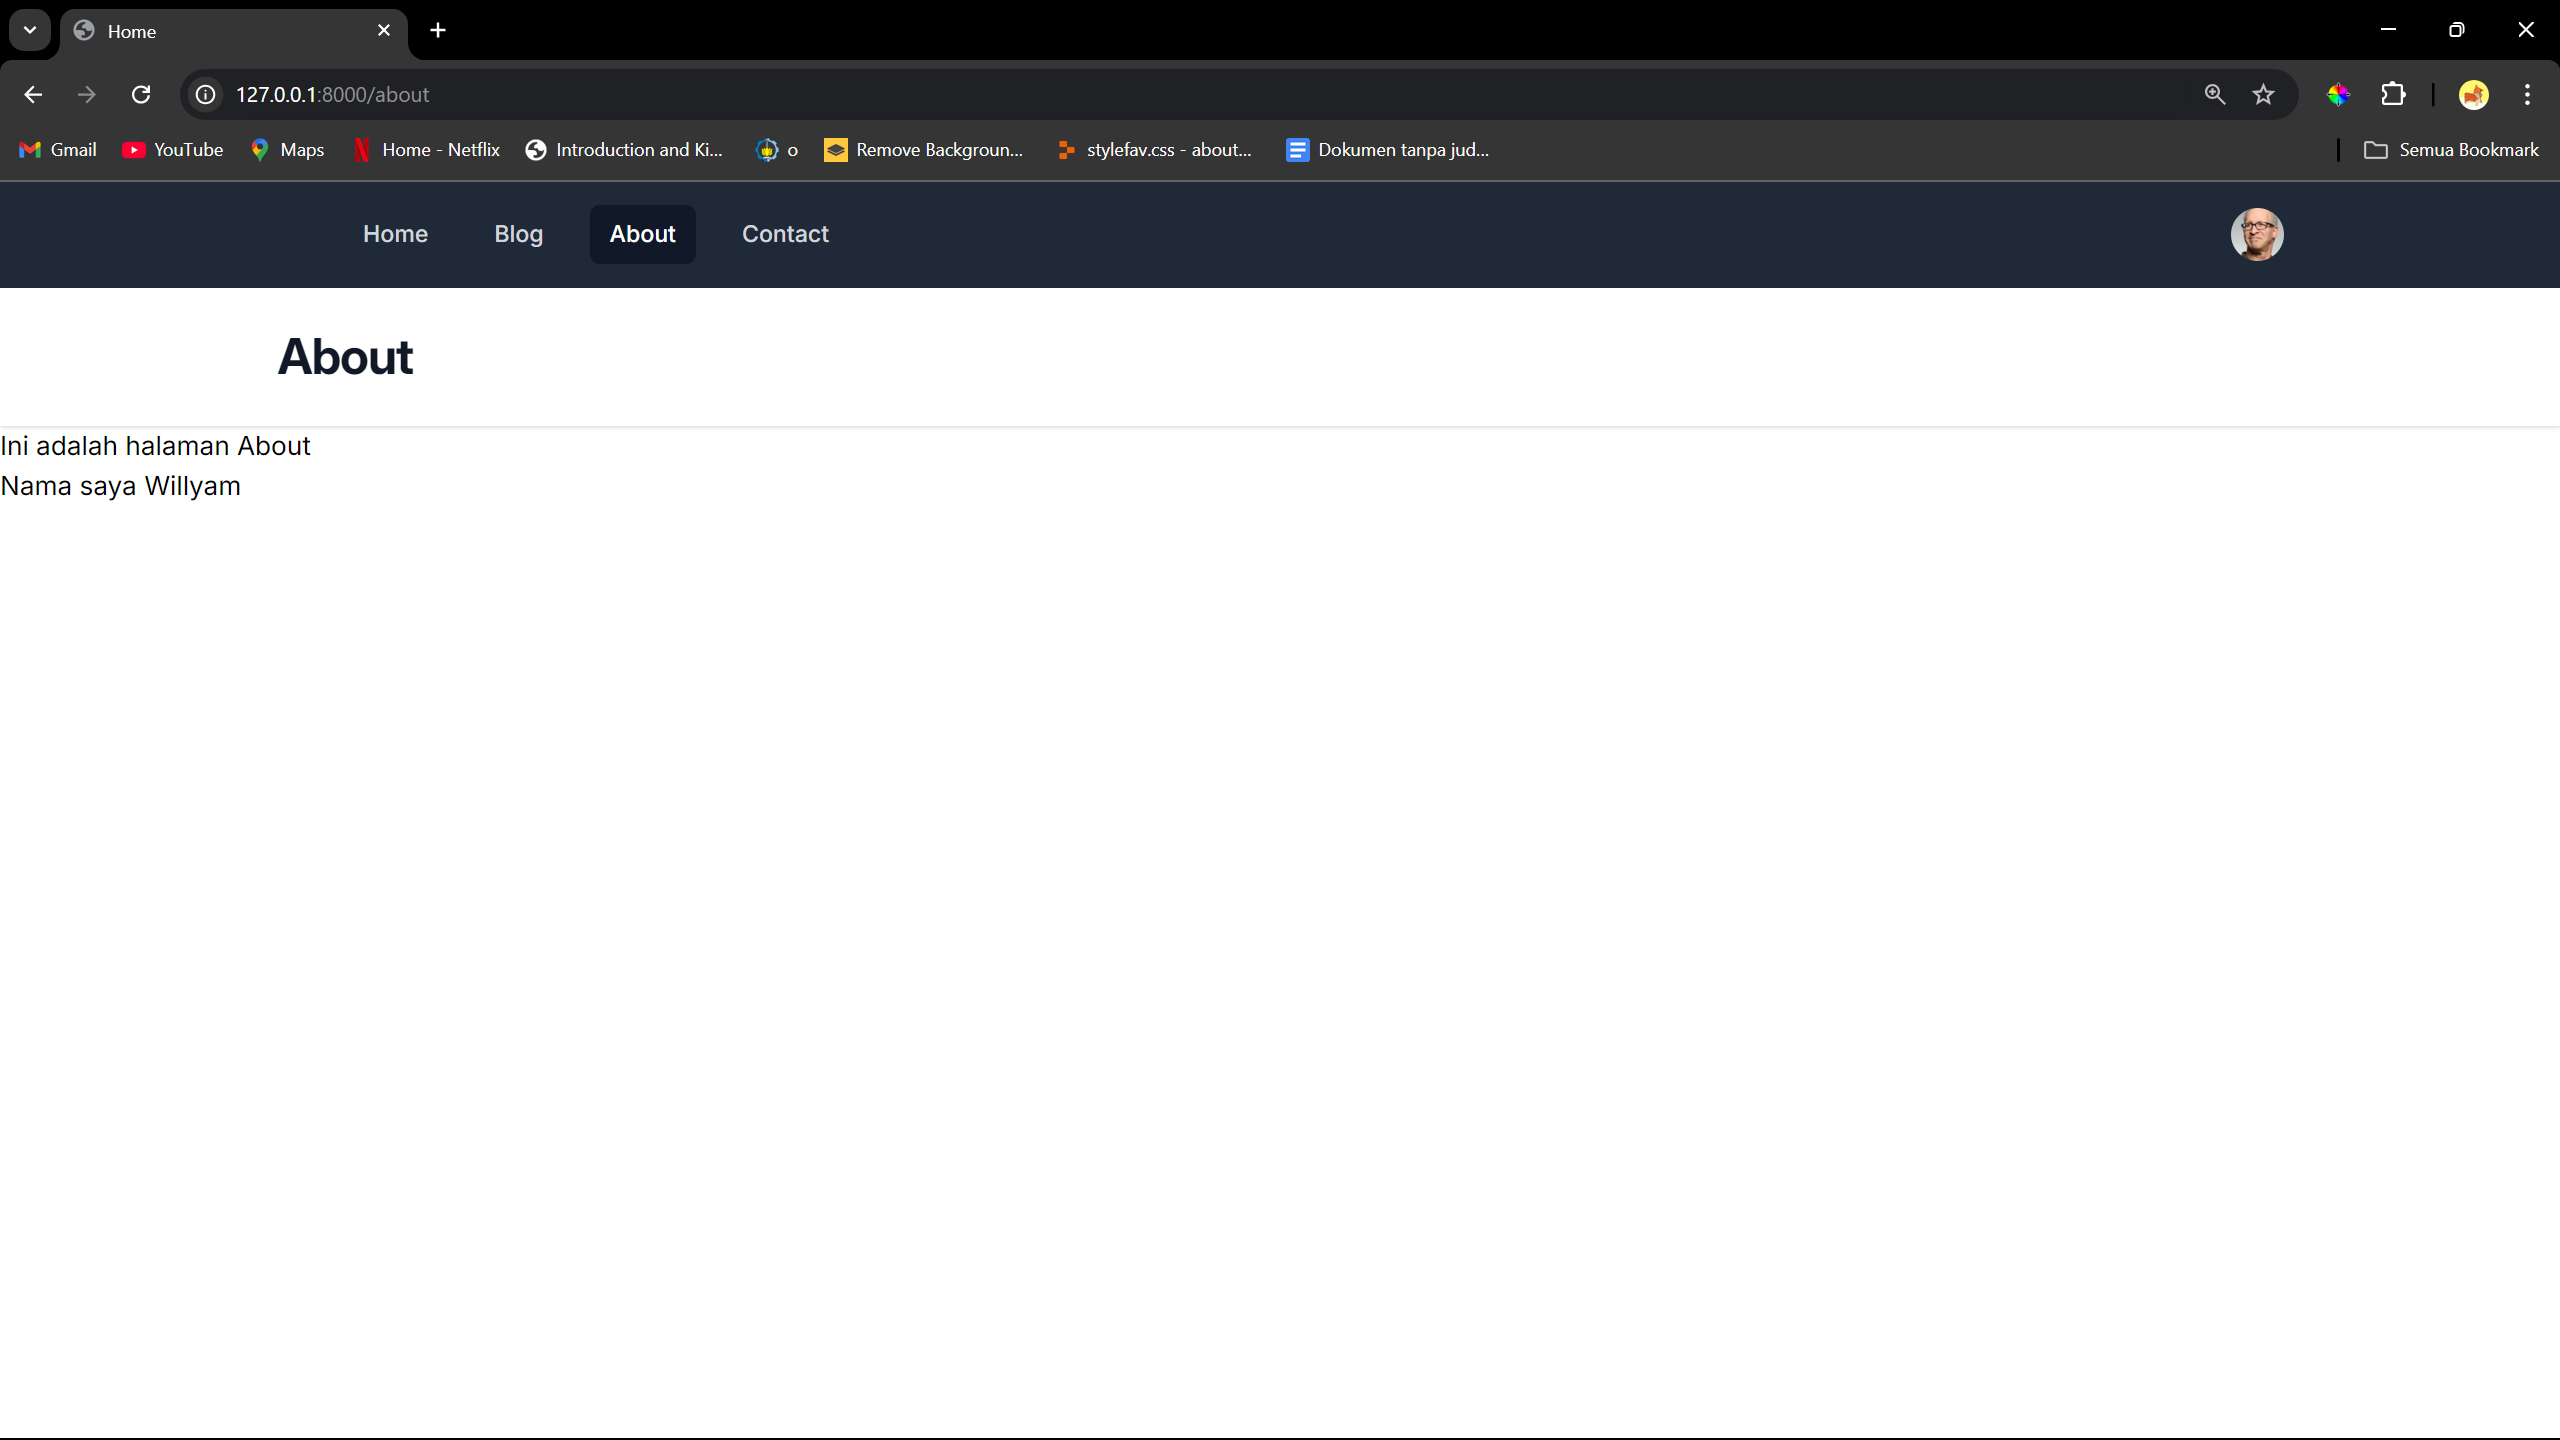 Home
127.0.0.1:8000/about
Gmail YouTube Maps Home - Netflix Introduction and Ki... o Remove Backgroun... stylefav.css - about... Dokumen tanpa jud... Semua Bookmark
Home Blog About Contact
About
Ini adalah halaman About
Nama saya Willyam